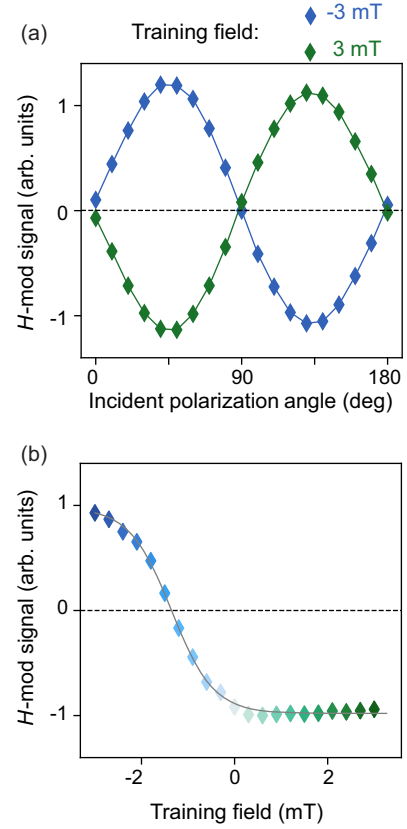 (a)
Training field:
-3 mT
3 mT
H-mod signal (arb. units)
1
0
-1
0
90
180
Incident polarization angle (deg)
(b)
H-mod signal (arb. units)
1
0
-1
-2
0
2
Training field (mT)